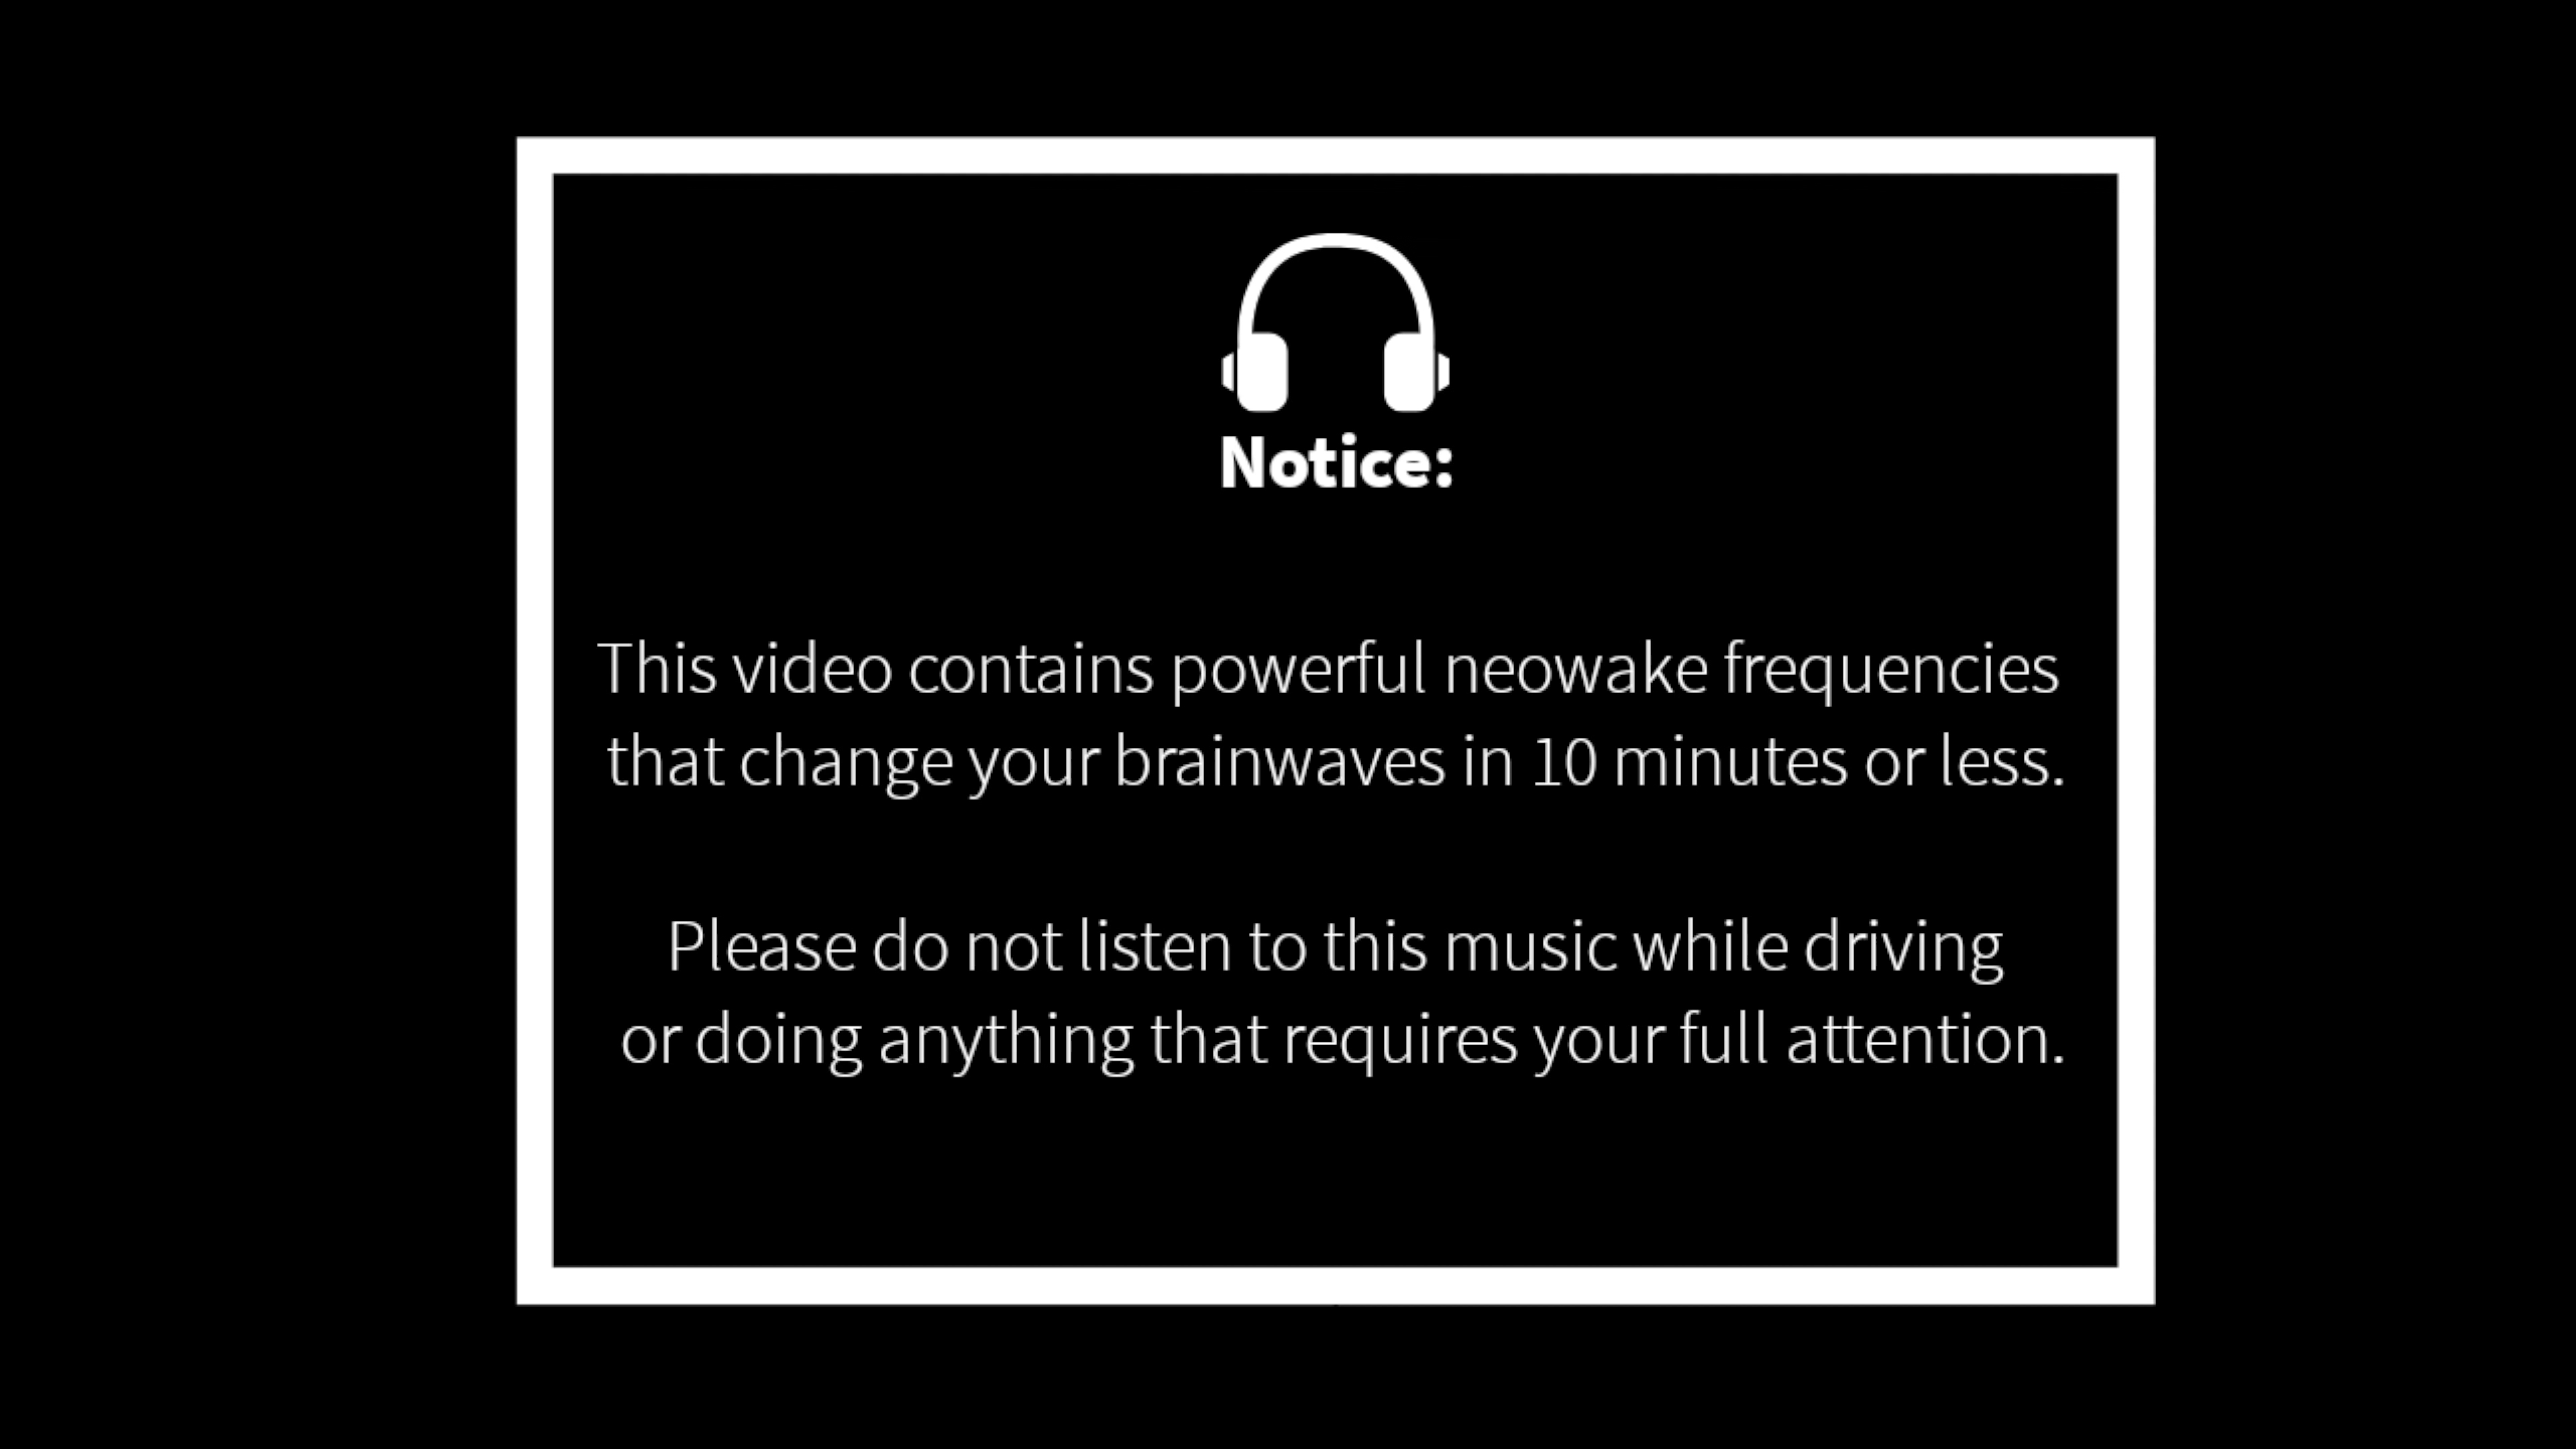 Notice:
This video contains powerful neowake frequencies
that change your brainwaves in 10 minutes or less.
Please do not listen to this music while driving
or doing anything that requires your full attention.